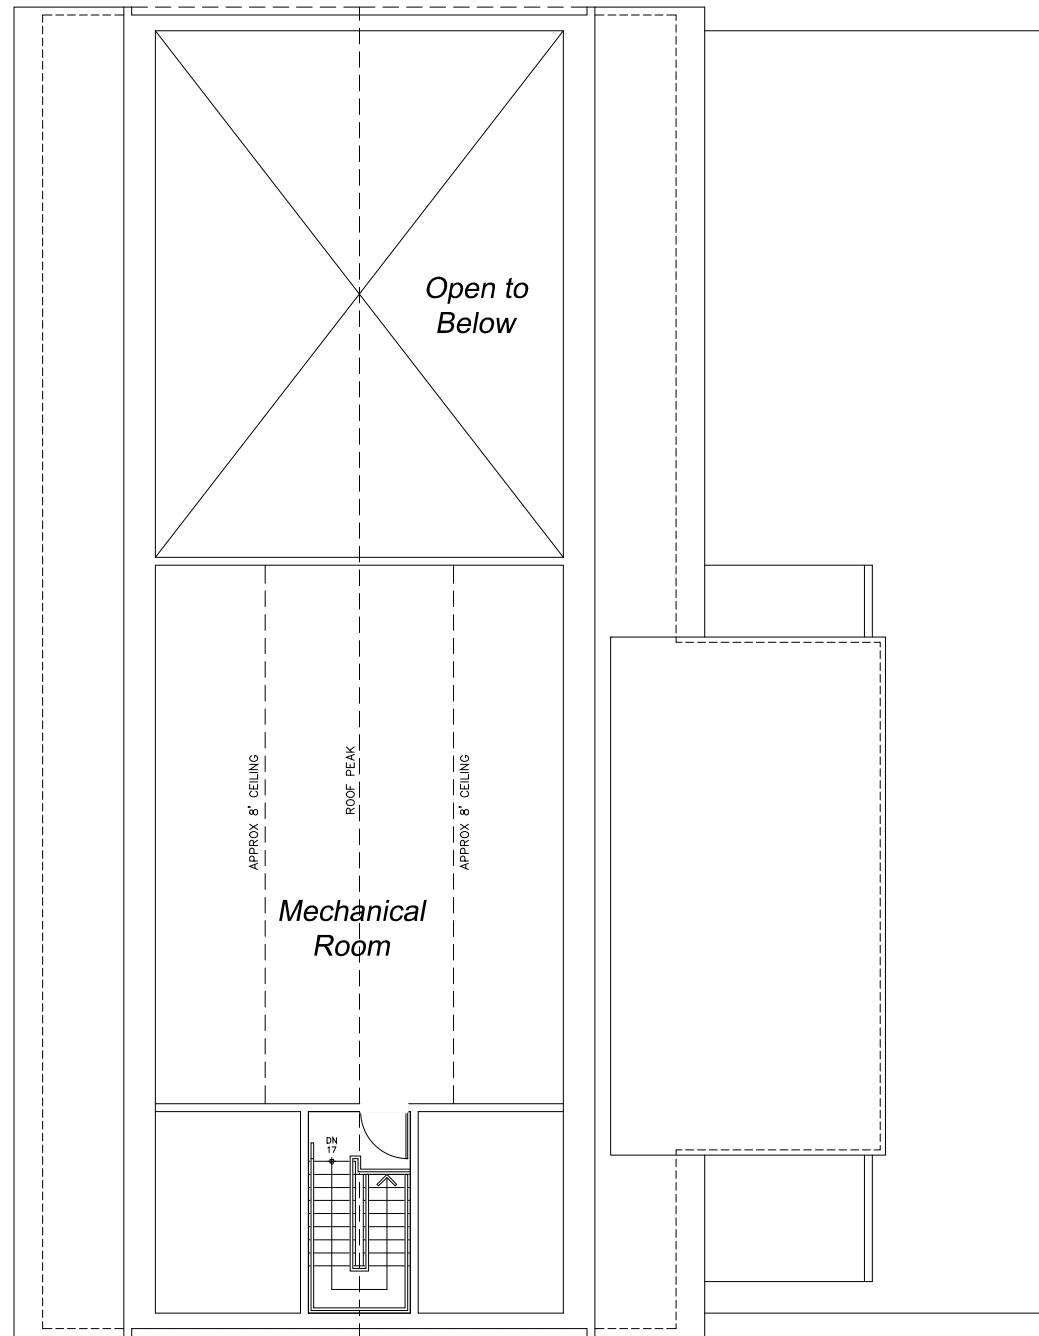 Open to
Below
APPROX 8' CEILING
ROOF PEAK
APPROX 8' CEILING
Mechanical
Room
DN
17